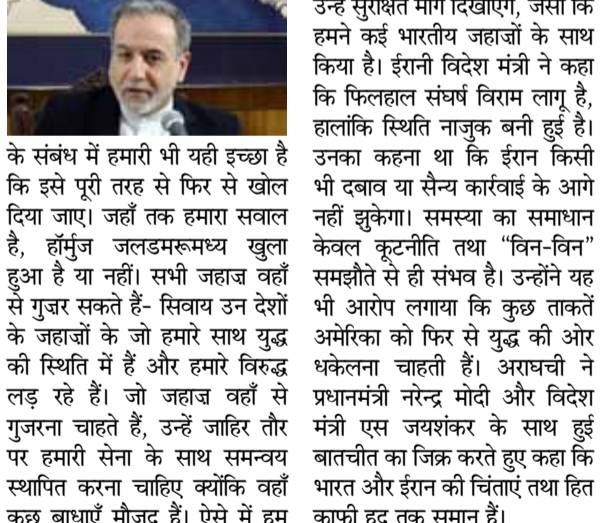 के संबंध में हमारी भी यही इच्छा है
कि इसे पूरी तरह से फिर से खोल
दिया जाए। जहाँ तक हमारा सवाल
है, हॉर्मुज जलडमरूमध्य खुला
हुआ है या नहीं। सभी जहाज़ वहाँ
से गुज़र सकते हैं- सिवाय उन देशों
के जहाजों के जो हमारे साथ युद्ध
की स्थिति में हैं और हमारे विरुद्ध
लड़ रहे हैं। जो जहाज़ वहाँ से
गुजरना चाहते हैं, उन्हें जाहिर तौर
पर हमारी सेना के साथ समन्वय
स्थापित करना चाहिए क्योंकि वहाँ
कुछ बाधाएँ मौजूद हैं। ऐसे में हम
उन्हें सुरक्षित मार्ग दिखाएंगे, जैसा कि
हमने कई भारतीय जहाज़ों के साथ
किया है। ईरानी विदेश मंत्री ने कहा
कि फिलहाल संघर्ष विराम लागू है,
हालांकि स्थिति नाजुक बनी हुई है।
उनका कहना था कि ईरान किसी
भी दबाव या सैन्य कार्रवाई के आगे
नहीं झुकेगा। समस्या का समाधान
केवल कूटनीति तथा “विन-विन”
समझौते से ही संभव है। उन्होंने यह
भी आरोप लगाया कि कुछ ताकतें
अमेरिका को फिर से युद्ध की ओर
धकेलना चाहती हैं। अराघची ने
प्रधानमंत्री नरेन्द्र मोदी और विदेश
मंत्री एस जयशंकर के साथ हुई
बातचीत का जिक्र करते हुए कहा कि
भारत और ईरान की चिंताएं तथा हित
काफी हद तक समान हैं।